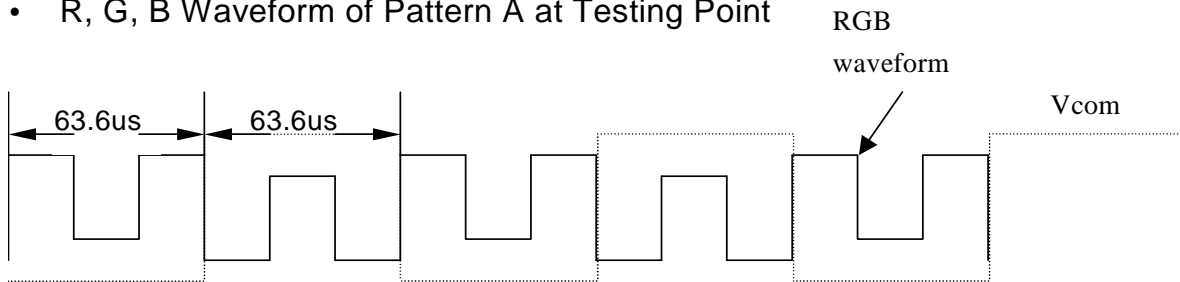 • R, G, B Waveform of Pattern A at Testing Point
RGB
waveform
Vcom
63.6us
63.6us